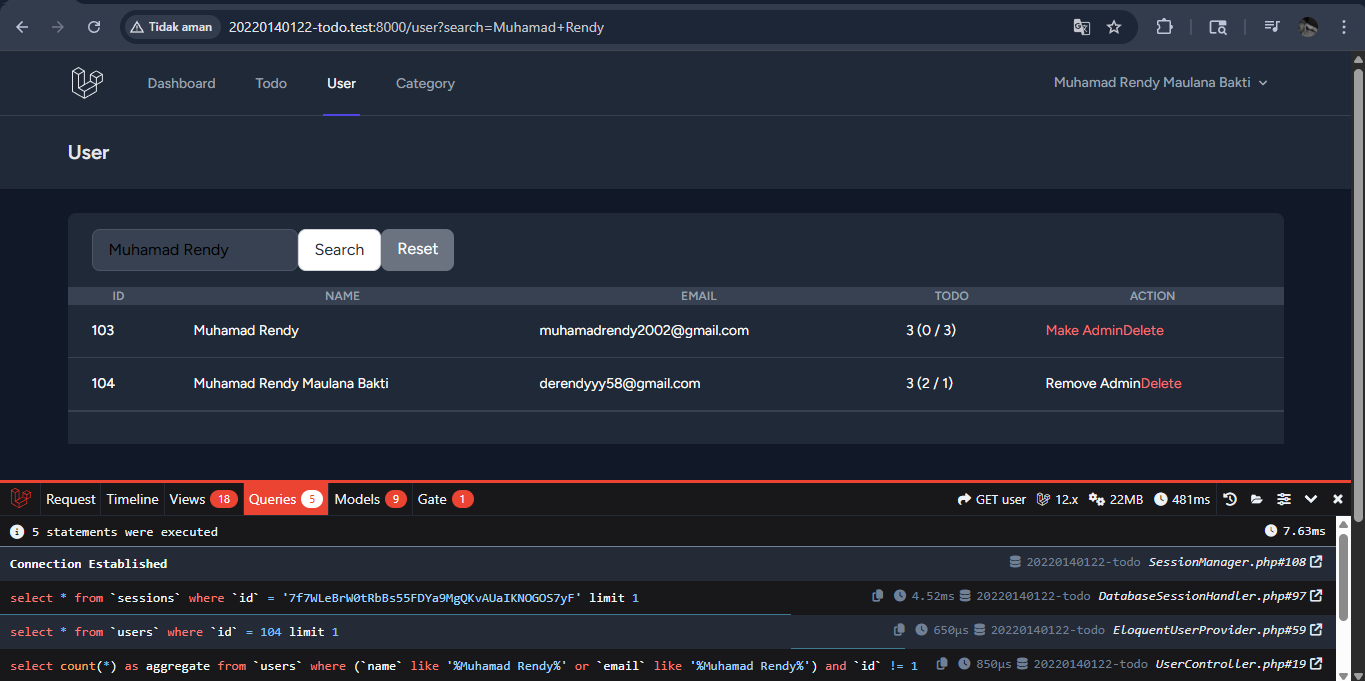 Tidak aman 20220140122-todo.test:8000/user?search=Muhamad+Rendy
Dashboard Todo User Category Muhamad Rendy Maulana Bakti
User
Muhamad Rendy Search Reset
ID NAME EMAIL TODO ACTION
103 Muhamad Rendy muhamadrendy2002@gmail.com 3 (0 / 3) Make AdminDelete
104 Muhamad Rendy Maulana Bakti derendyyy58@gmail.com 3 (2 / 1) Remove AdminDelete
Request Timeline Views 18 Queries 5 Models 9 Gate 1 GET user 12.x 22MB 481ms
5 statements were executed 7.63ms
Connection Established 20220140122-todo SessionManager.php#108
select * from `sessions` where `id` = '7f7WLeBrW0tRbBs55FDYa9MgQKvAUaIKNOGOS7yF' limit 1 4.52ms 20220140122-todo DatabaseSessionHandler.php#97
select * from `users` where `id` = 104 limit 1 650μs 20220140122-todo EloquentUserProvider.php#59
select count(*) as aggregate from `users` where (`name` like '%Muhamad Rendy%' or `email` like '%Muhamad Rendy%') and `id` != 1 850μs 20220140122-todo UserController.php#19